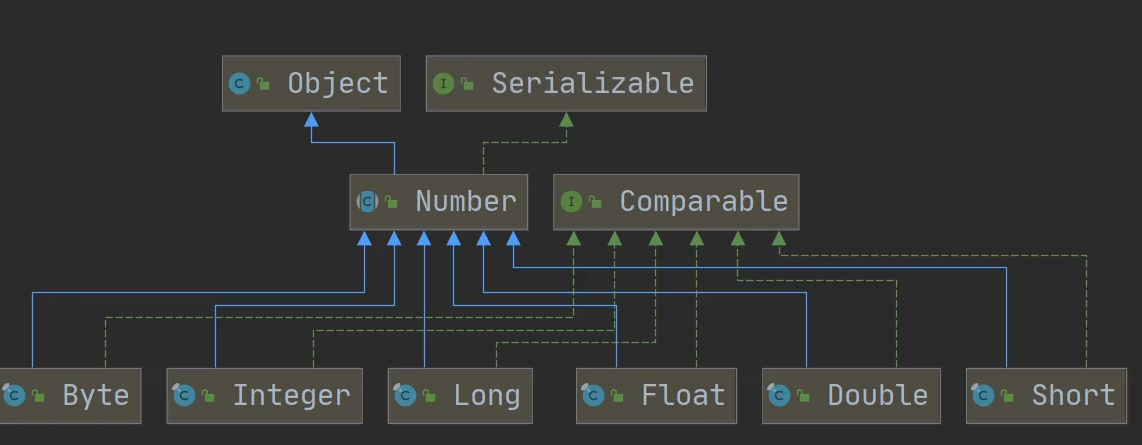 Object Serializable
Number Comparable
Byte Integer Long Float Double Short